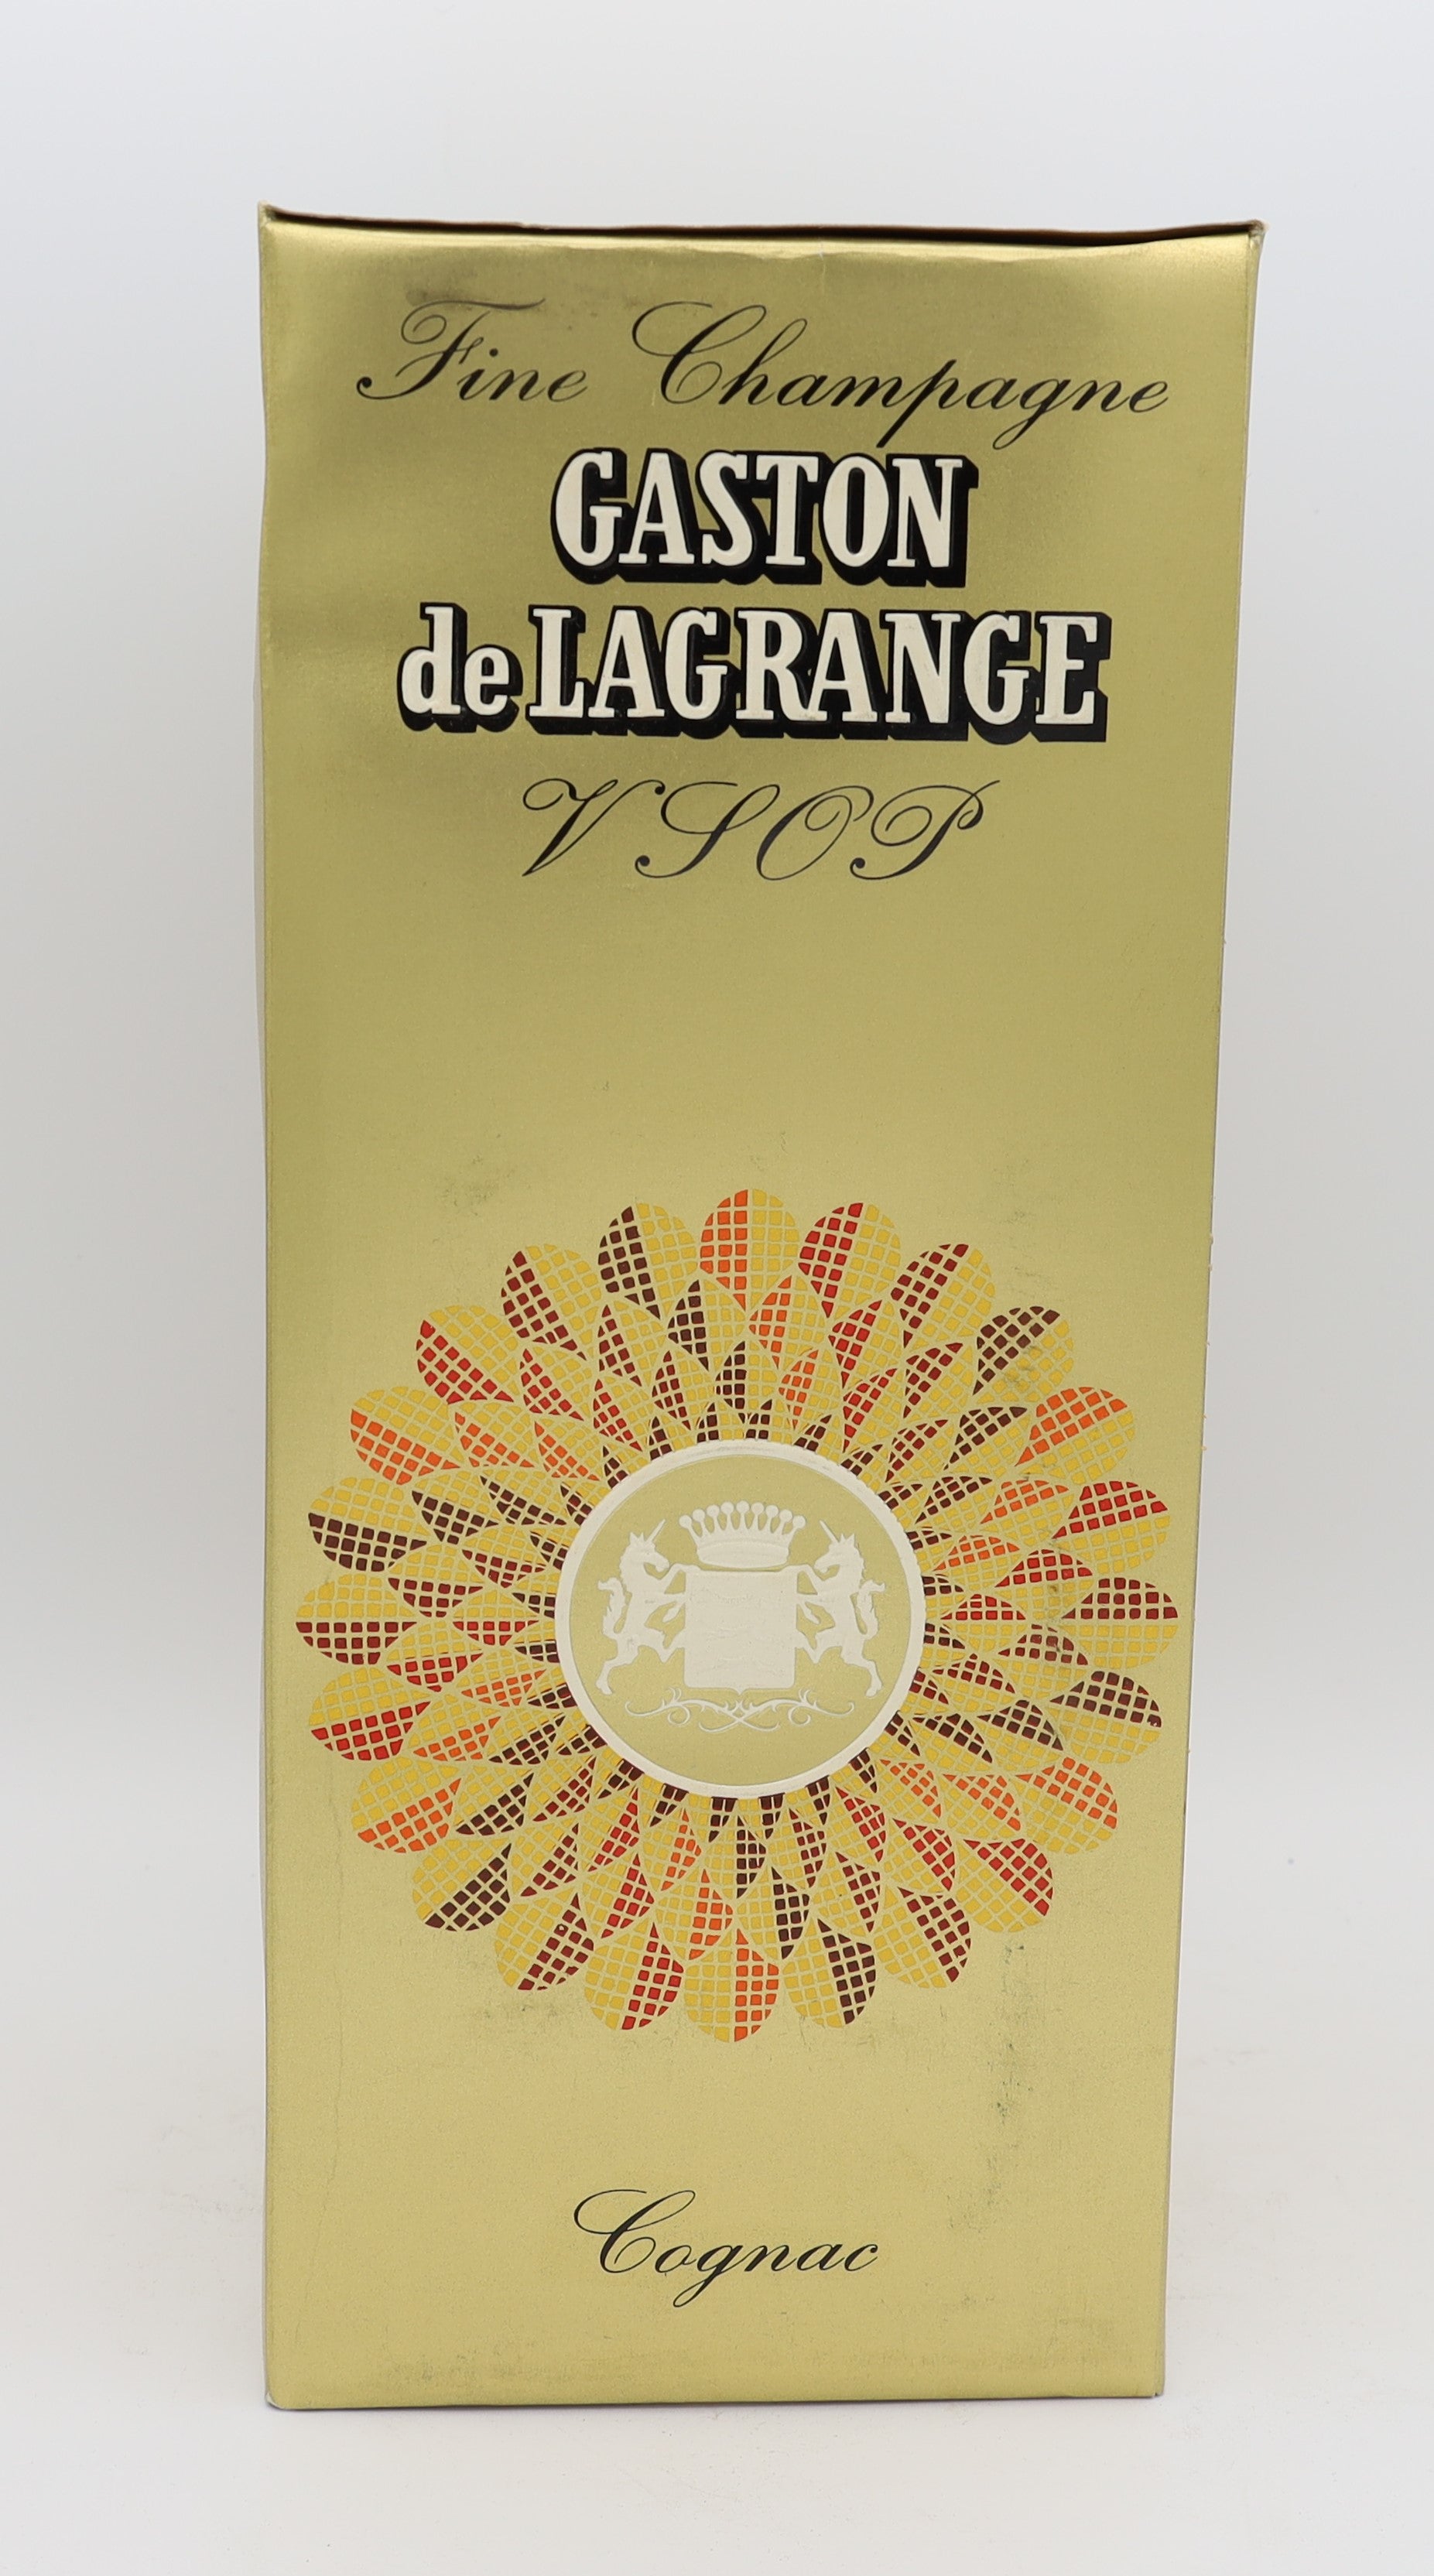 Fine Champagne
GASTON
de LAGRANGE
VSOP
Cognac